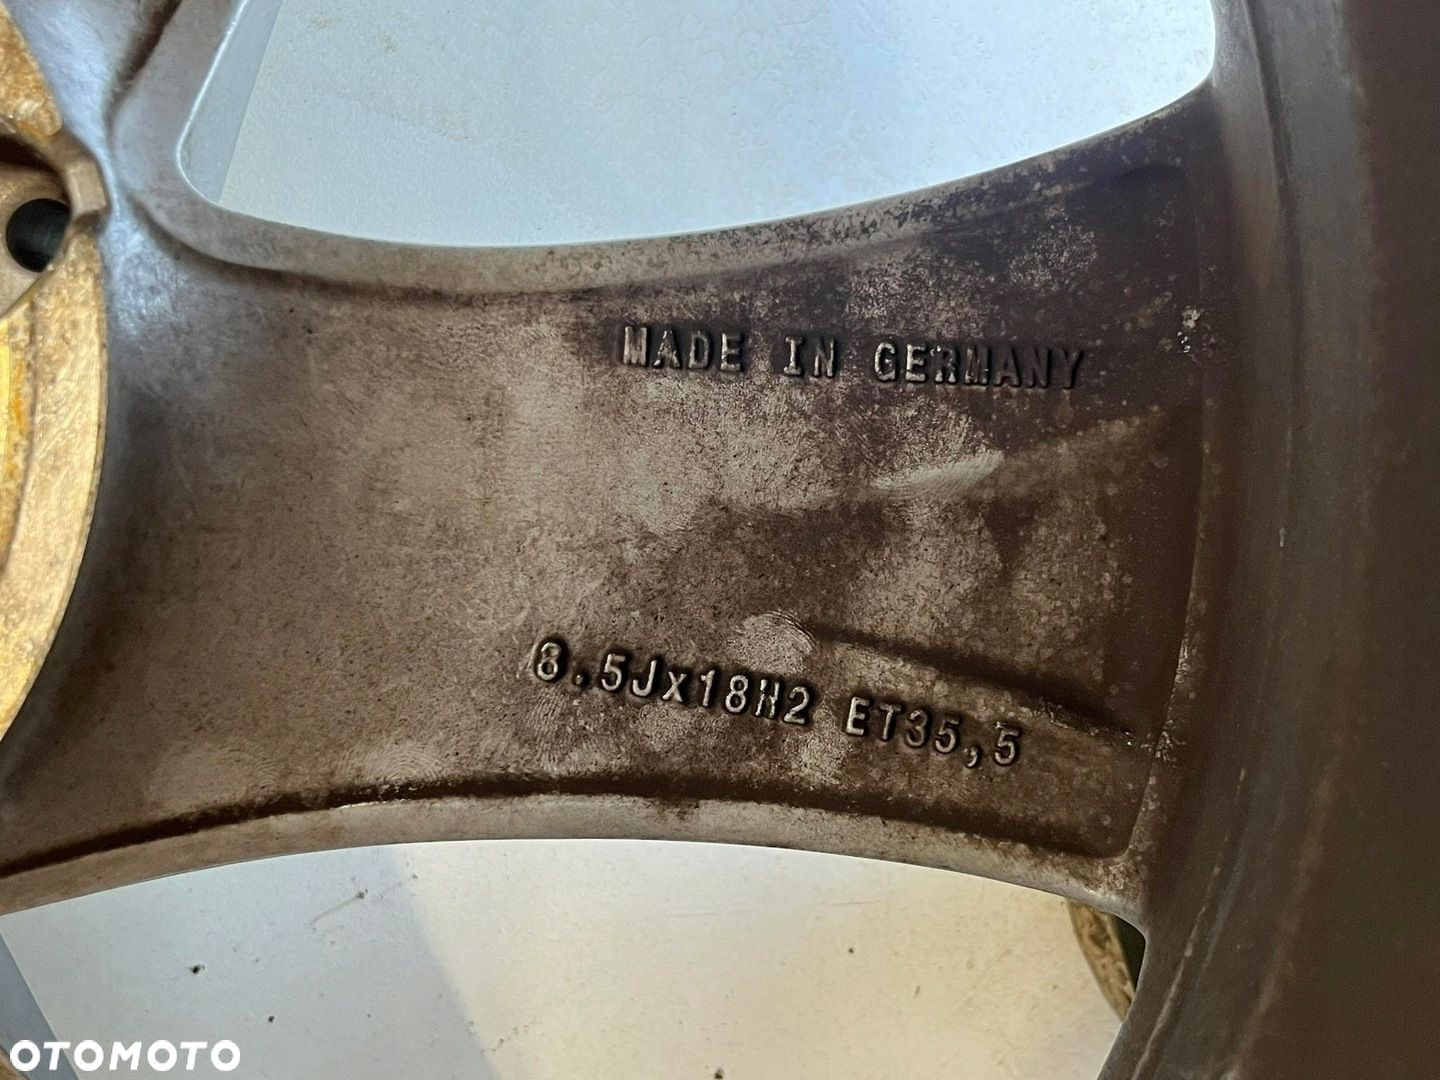 MADE IN GERMANY
8.5Jx18H2 ET35,5
OTOMOTO